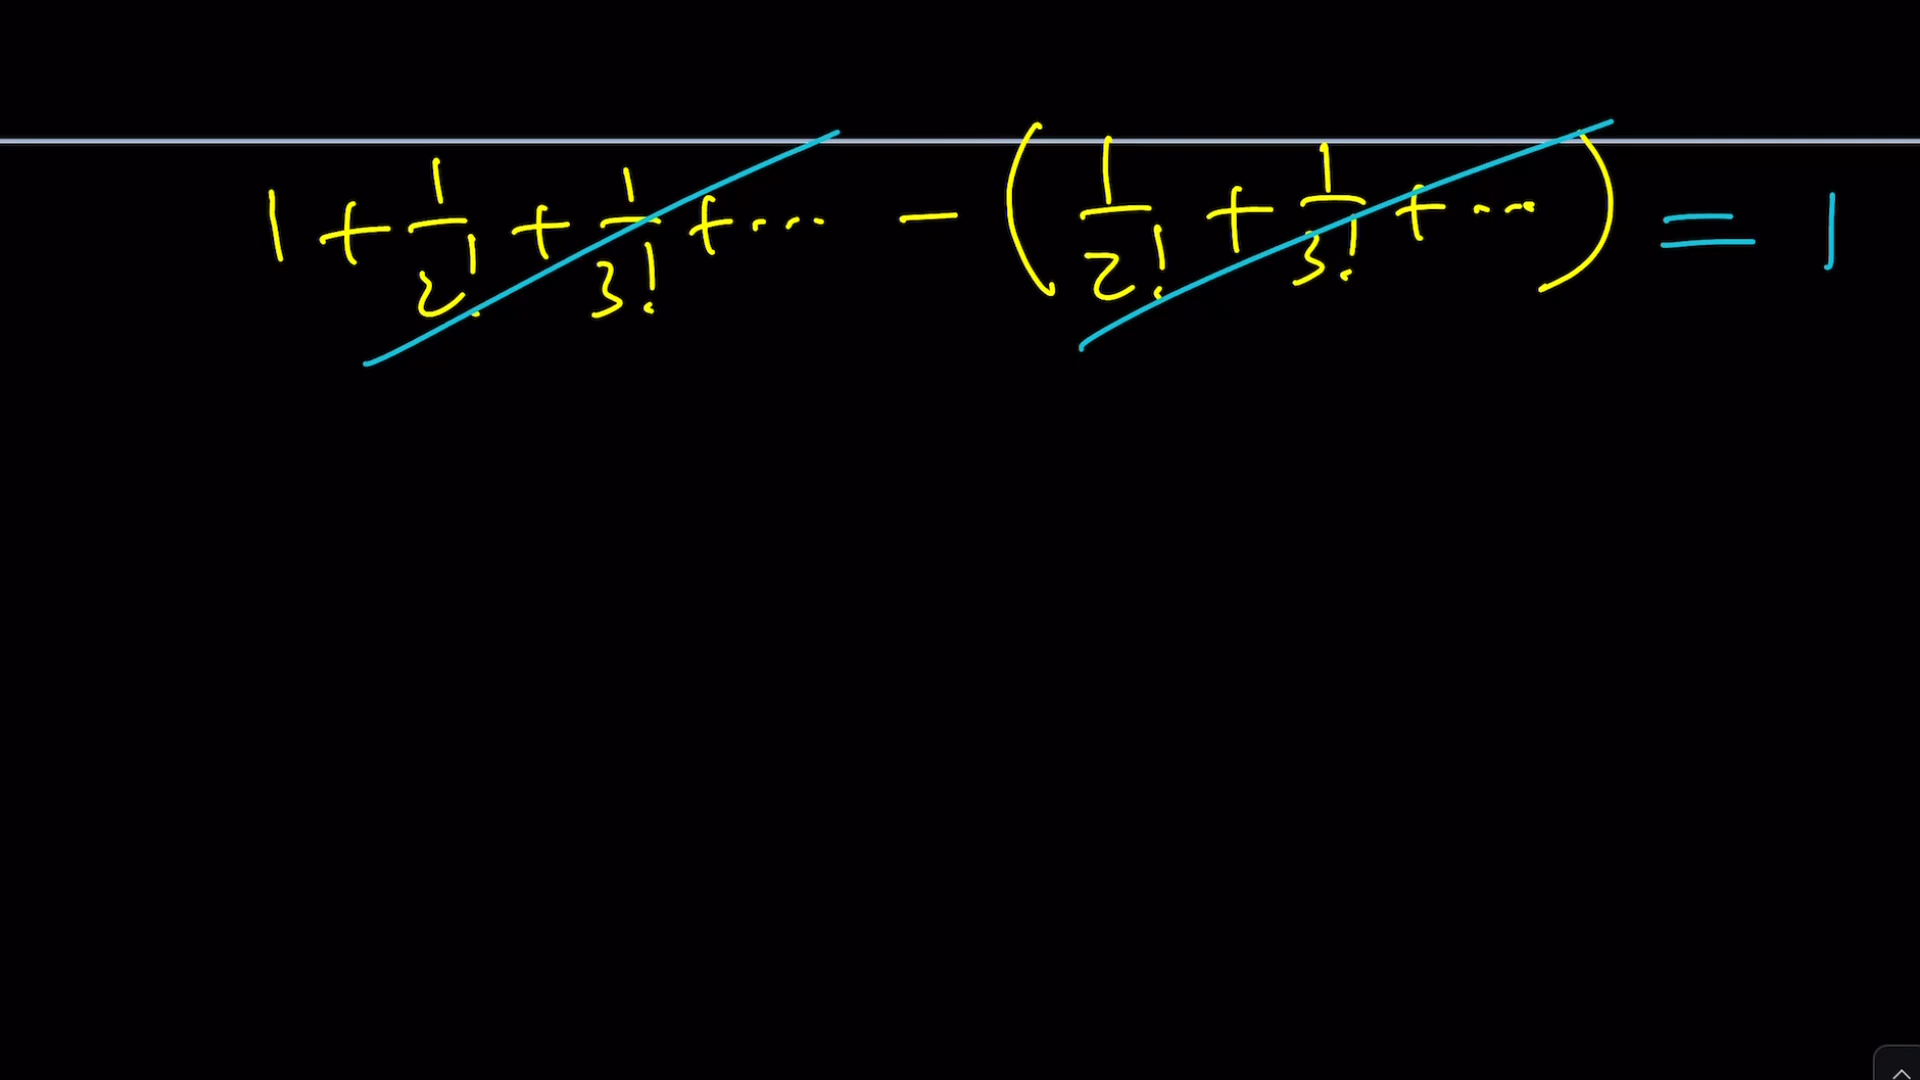 1 + 1/2! + 1/3! + ... - ( 1/2! + 1/3! + ... ) = 1